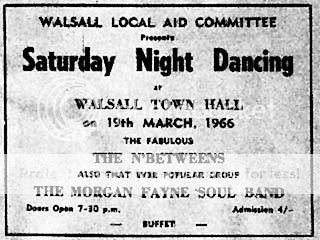 WALSALL LOCAL AID COMMITTEE
Presents
Saturday Night Dancing
at
WALSALL TOWN HALL
on 19th MARCH, 1966
THE FABULOUS
THE N'BETWEENS
ALSO THAT EVER POPULAR GROUP
THE MORGAN FAYNE SOUL BAND
Doors Open 7-30 p.m. Admission 4/-
— BUFFET —